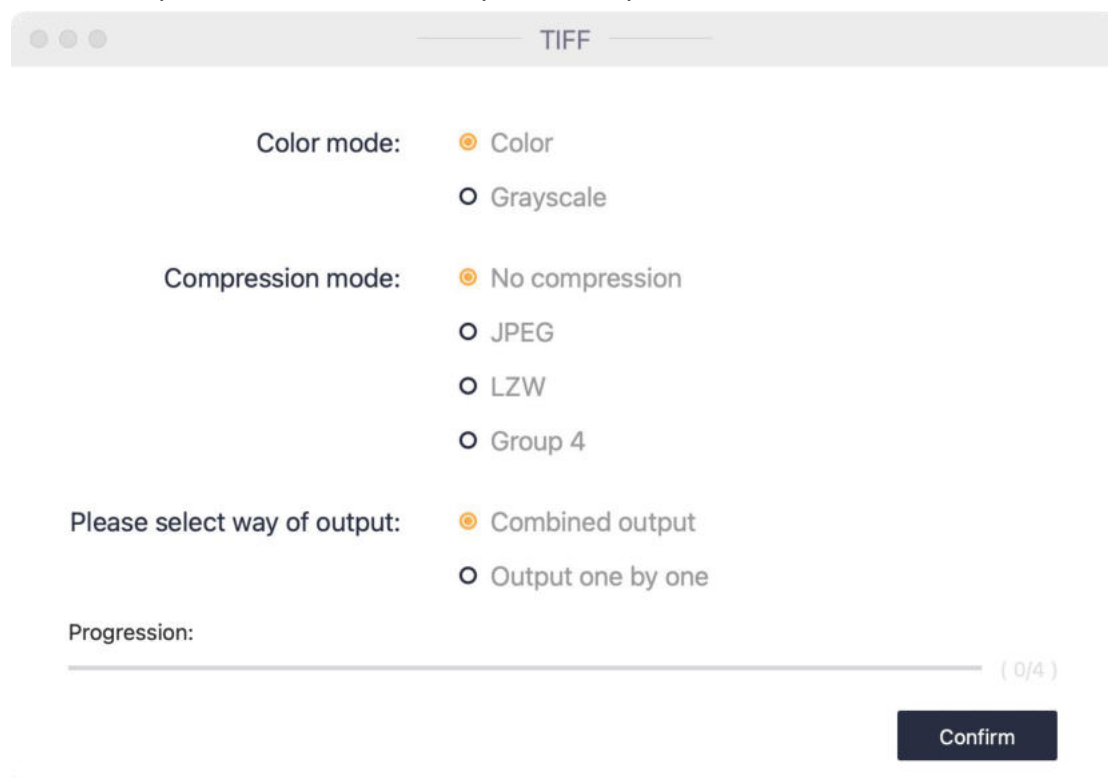 TIFF
Color mode: Color
Grayscale
Compression mode: No compression
JPEG
LZW
Group 4
Please select way of output: Combined output
Output one by one
Progression:
( 0/4 )
Confirm